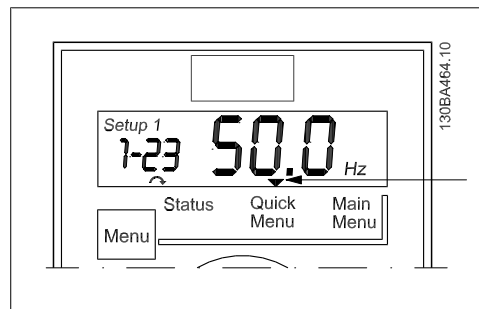 130BA464.10
Setup 1
1-23 50.0 Hz
Status Quick Menu Main Menu
Menu